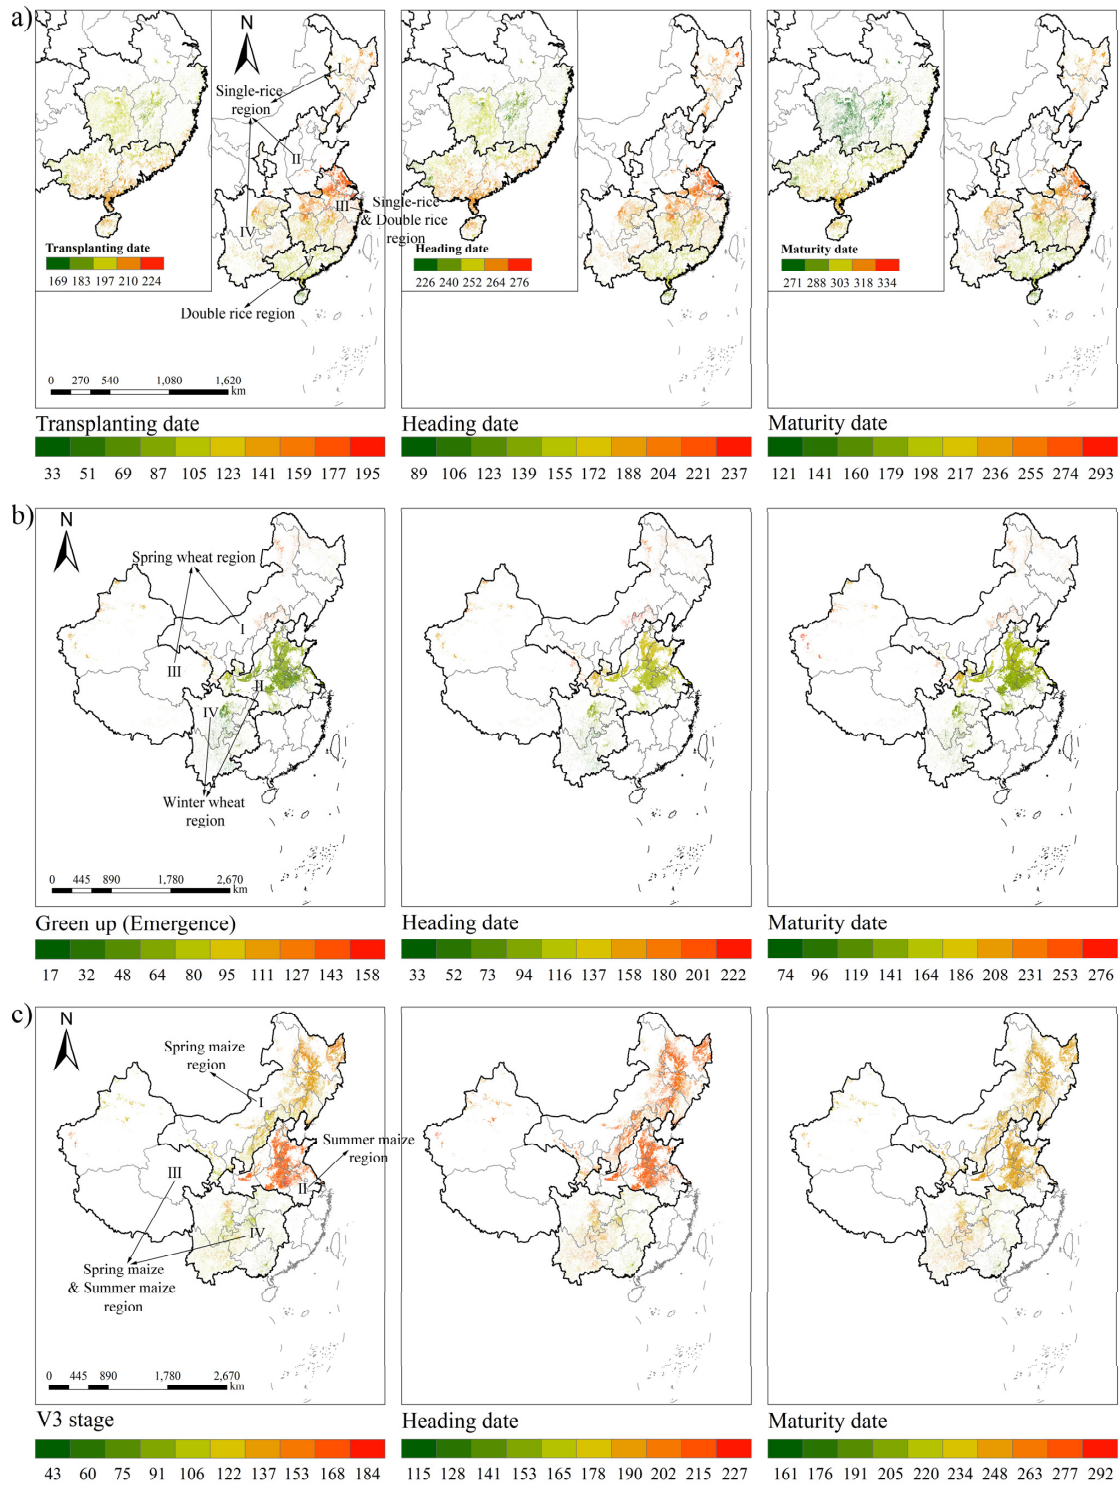 a)
N
Single-rice
region
I
II
III
Single-rice
& Double rice
region
IV
V
Double rice region
Transplanting date
169 183 197 210 224
Heading date
226 240 252 264 276
Maturity date
271 288 303 318 334
0 270 540 1,080 1,620
km
Transplanting date
33 51 69 87 105 123 141 159 177 195
Heading date
89 106 123 139 155 172 188 204 221 237
Maturity date
121 141 160 179 198 217 236 255 274 293
b)
N
Spring wheat region
I
III
II
IV
Winter wheat
region
0 445 890 1,780 2,670
km
Green up (Emergence)
17 32 48 64 80 95 111 127 143 158
Heading date
33 52 73 94 116 137 158 180 201 222
Maturity date
74 96 119 141 164 186 208 231 253 276
c)
N
Spring maize
region
I
Summer maize
region
III
II
IV
Spring maize
& Summer maize
region
0 445 890 1,780 2,670
km
V3 stage
43 60 75 91 106 122 137 153 168 184
Heading date
115 128 141 153 165 178 190 202 215 227
Maturity date
161 176 191 205 220 234 248 263 277 292